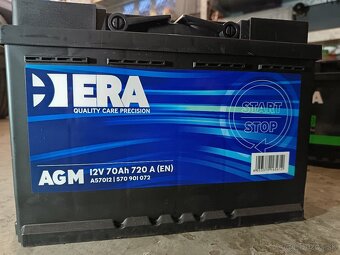 ERA
QUALITY CARE PRECISION
START
STOP
AGM
12V 70Ah 720 A (EN)
A57012 | 570 901 072